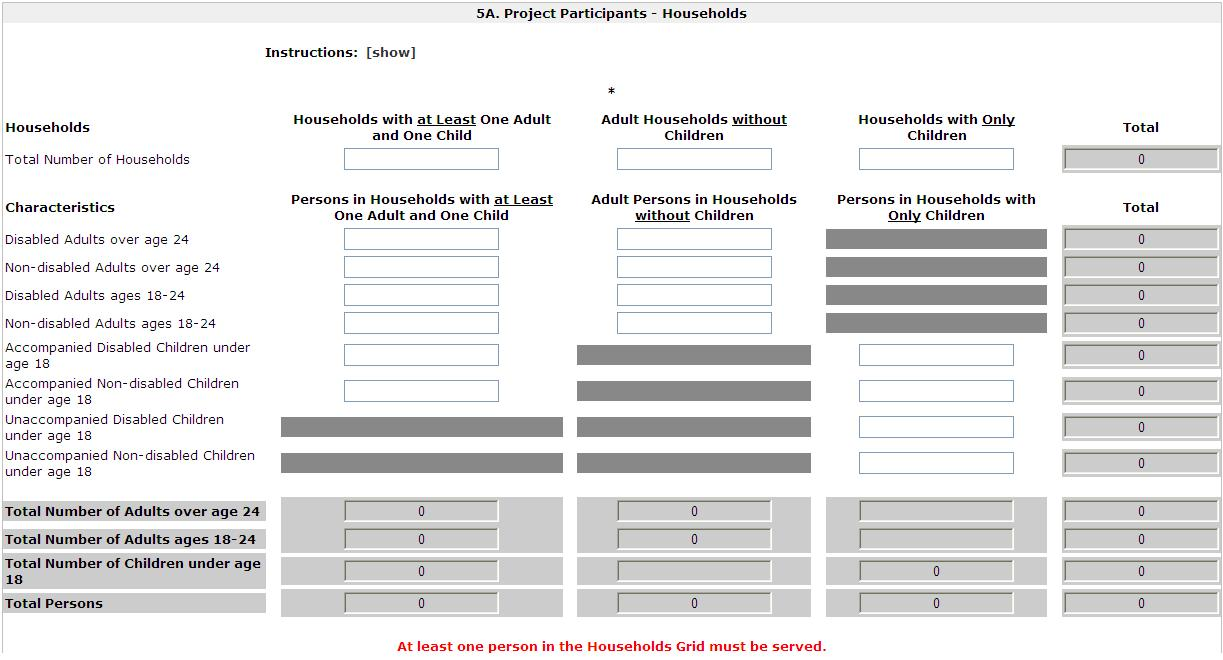 5A. Project Participants - Households
Instructions: [show]
*
Households
Households with at Least One Adult
and One Child
Adult Households without
Children
Households with Only
Children
Total
Total Number of Households
0
Characteristics
Persons in Households with at Least
One Adult and One Child
Adult Persons in Households
without Children
Persons in Households with
Only Children
Total
Disabled Adults over age 24
0
Non-disabled Adults over age 24
0
Disabled Adults ages 18-24
0
Non-disabled Adults ages 18-24
0
Accompanied Disabled Children under
age 18
0
Accompanied Non-disabled Children
under age 18
0
Unaccompanied Disabled Children
under age 18
0
Unaccompanied Non-disabled Children
under age 18
0
Total Number of Adults over age 24
0 0 0
Total Number of Adults ages 18-24
0 0 0
Total Number of Children under age
18
0 0 0
Total Persons
0 0 0 0
At least one person in the Households Grid must be served.